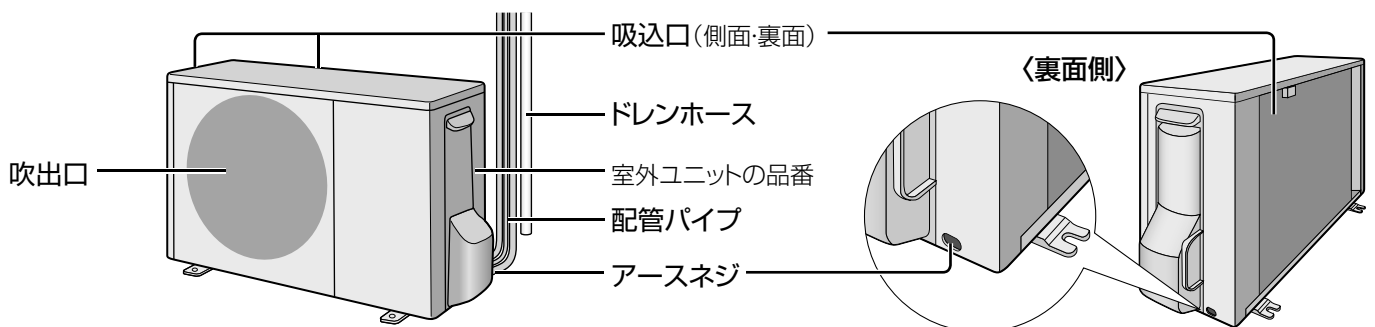 吸込口(側面・裏面)
〈裏面側〉
ドレンホース
吹出口
室外ユニットの品番
配管パイプ
アースネジ